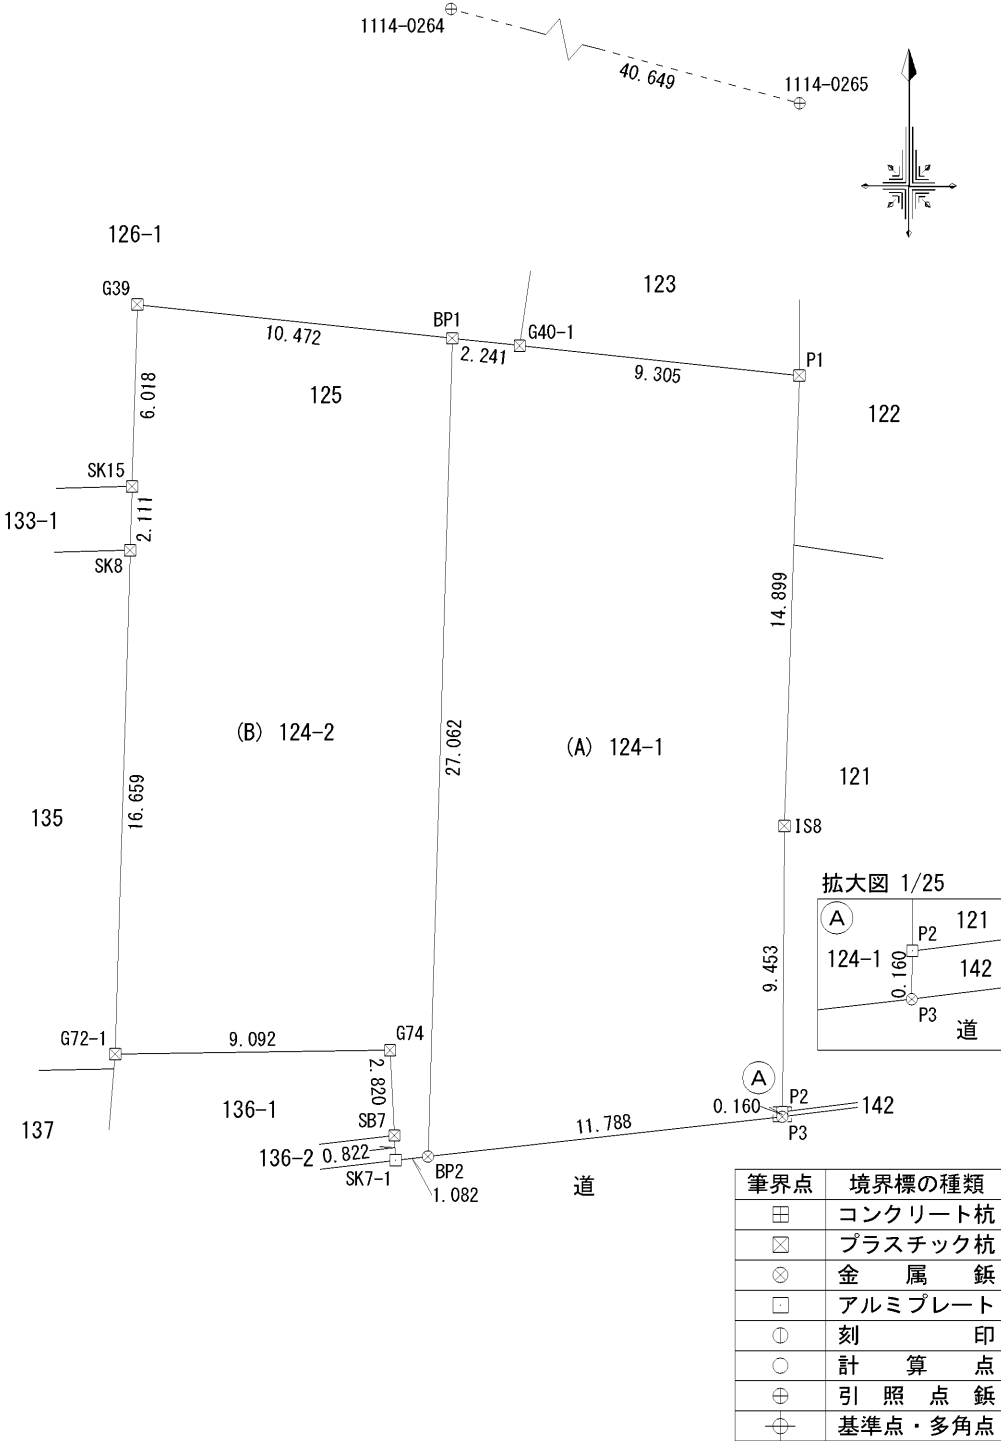 1114-0264
40.649
1114-0265
126-1
G39
10.472
BP1
2.241
G40-1
123
9.305
P1
6.018
125
122
SK15
133-1
2.111
SK8
14.899
(B) 124-2
27.062
(A) 124-1
16.659
135
121
IS8
拡大図 1/25
A
121
P2
124-1
0.160
142
P3
道
9.453
G72-1
9.092
G74
2.820
A
P2
0.160
142
P3
136-1
137
SB7
11.788
136-2
0.822
SK7-1
BP2
1.082
道
筆界点 境界標の種類
コンクリート杭
プラスチック杭
金属鋲
アルミプレート
刻印
計算点
引照点鋲
基準点・多角点